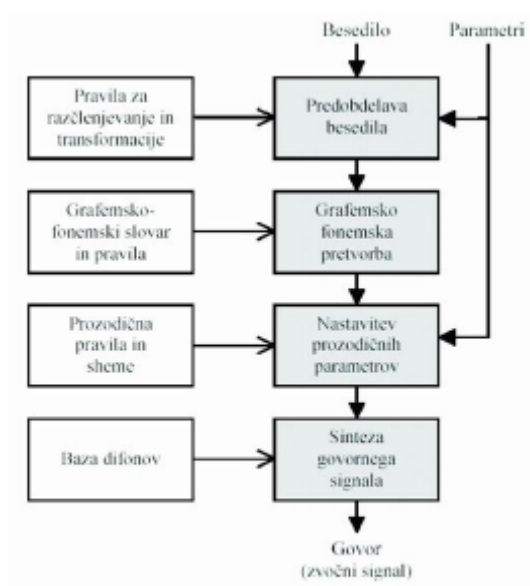 Besedilo
Parametri
Pravila za
razčlenjevanje in
transformacije
Predobdelava
besedila
Grafemsko-
fonemski slovar
in pravila
Grafemsko
fonemska
pretvorba
Prozodična
pravila in
sheme
Nastavitev
prozodičnih
parametrov
Baza difonov
Sinteza
govornega
signala
Govor
(zvočni signal)